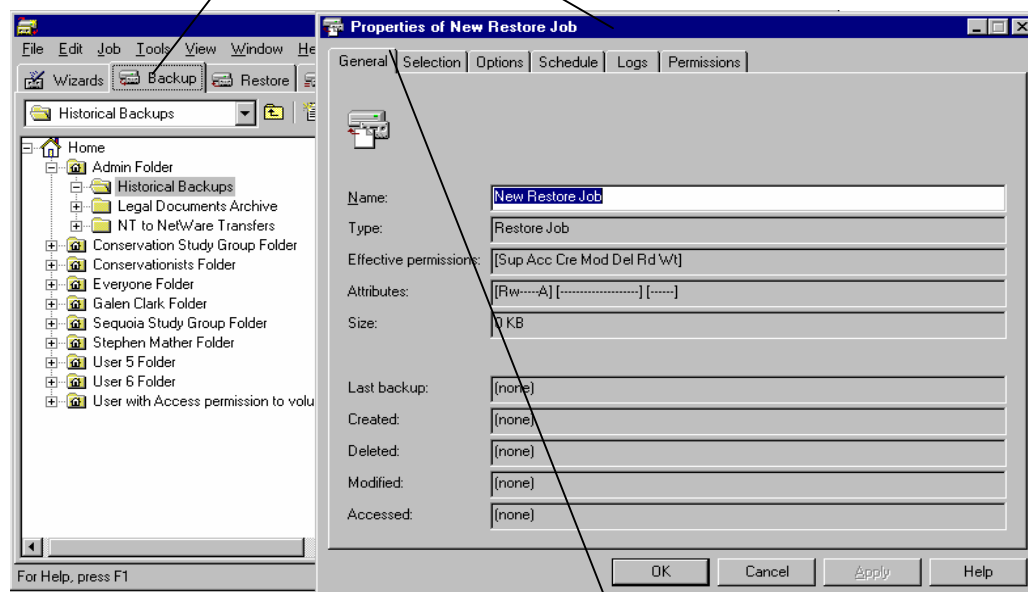 File Edit Job Tools View Window He
Wizards Backup Restore
Historical Backups
Home
Admin Folder
Historical Backups
Legal Documents Archive
NT to NetWare Transfers
Conservation Study Group Folder
Conservationists Folder
Everyone Folder
Galen Clark Folder
Sequoia Study Group Folder
Stephen Mather Folder
User 5 Folder
User 6 Folder
User with Access permission to volu
For Help, press F1
Properties of New Restore Job
General Selection Options Schedule Logs Permissions
Name: New Restore Job
Type: Restore Job
Effective permissions: [Sup Acc Cre Mod Del Rd Wt]
Attributes: [Rw-----A] [--------------------] [------]
Size: 0 KB
Last backup: (none)
Created: (none)
Deleted: (none)
Modified: (none)
Accessed: (none)
OK Cancel Apply Help